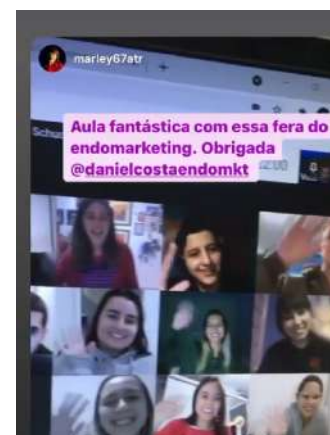 marley67atr
Aula fantástica com essa fera do
endomarketing. Obrigada
@danielcostaendomkt